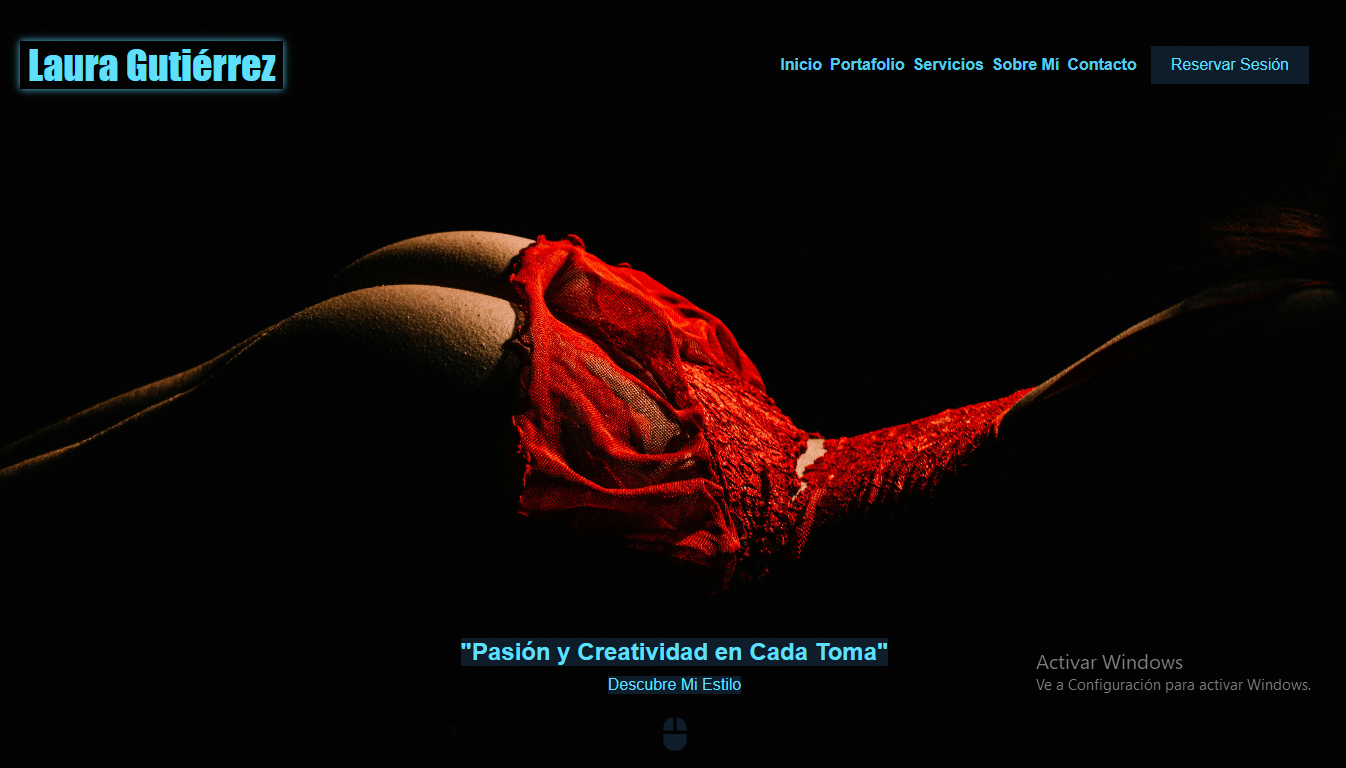 Laura Gutiérrez
Inicio Portafolio Servicios Sobre Mí Contacto Reservar Sesión
"Pasión y Creatividad en Cada Toma"
Descubre Mi Estilo
Activar Windows
Ve a Configuración para activar Windows.